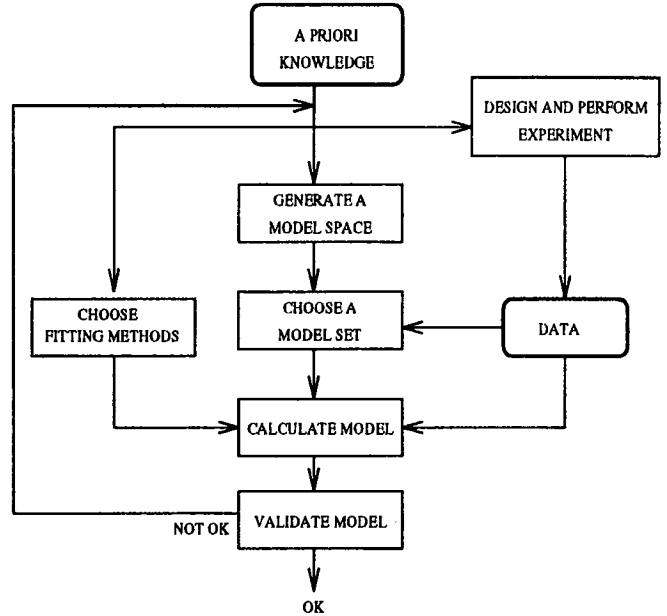 A PRIORI
KNOWLEDGE
DESIGN AND PERFORM
EXPERIMENT
GENERATE A
MODEL SPACE
CHOOSE
FITTING METHODS
CHOOSE A
MODEL SET
DATA
CALCULATE MODEL
VALIDATE MODEL
NOT OK
OK